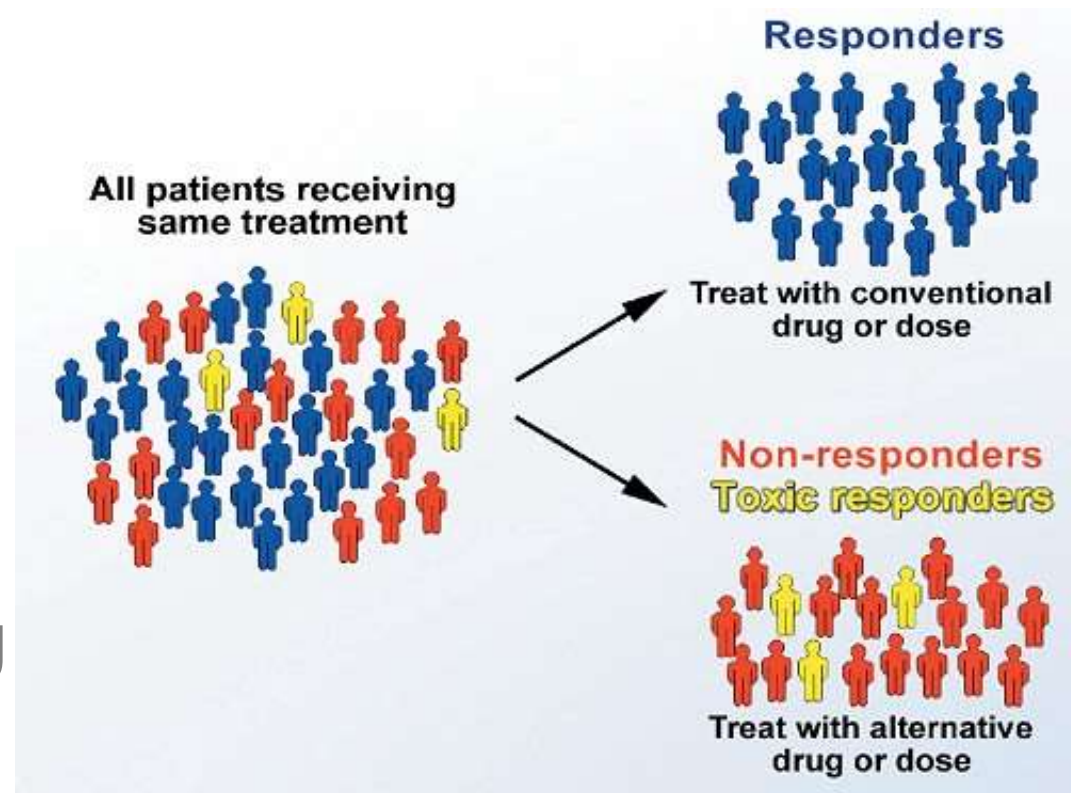 All patients receiving
same treatment
Responders
Treat with conventional
drug or dose
Non-responders
Toxic responders
Treat with alternative
drug or dose